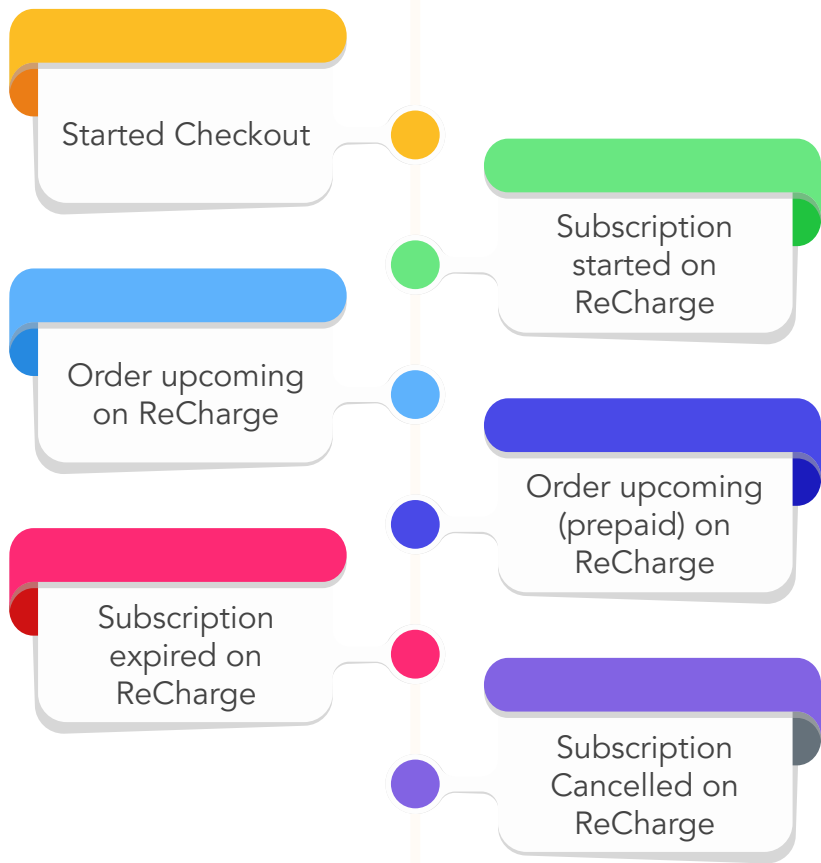 Started Checkout
Subscription
started on
ReCharge
Order upcoming
on ReCharge
Order upcoming
(prepaid) on
ReCharge
Subscription
expired on
ReCharge
Subscription
Cancelled on
ReCharge